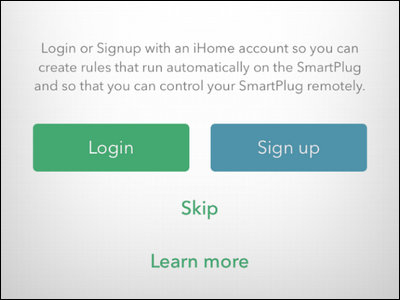 Login or Signup with an iHome account so you can
create rules that run automatically on the SmartPlug
and so that you can control your SmartPlug remotely.
Login
Sign up
Skip
Learn more